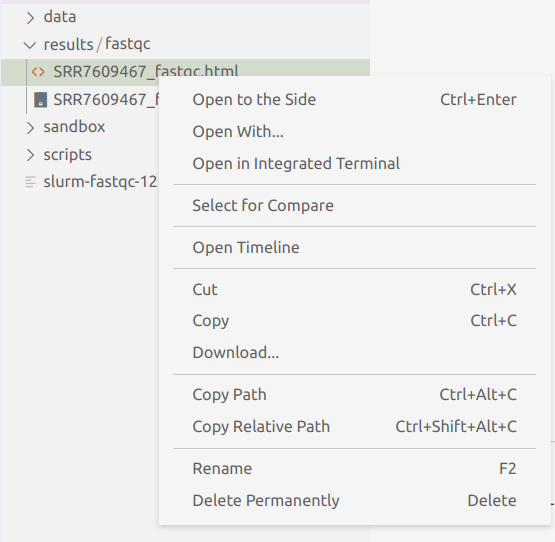 data
results/fastqc
SRR7609467_fastqc.html
SRR7609467_f
sandbox
scripts
slurm-fastqc-12
Open to the Side Ctrl+Enter
Open With...
Open in Integrated Terminal
Select for Compare
Open Timeline
Cut Ctrl+X
Copy Ctrl+C
Download...
Copy Path Ctrl+Alt+C
Copy Relative Path Ctrl+Shift+Alt+C
Rename F2
Delete Permanently Delete